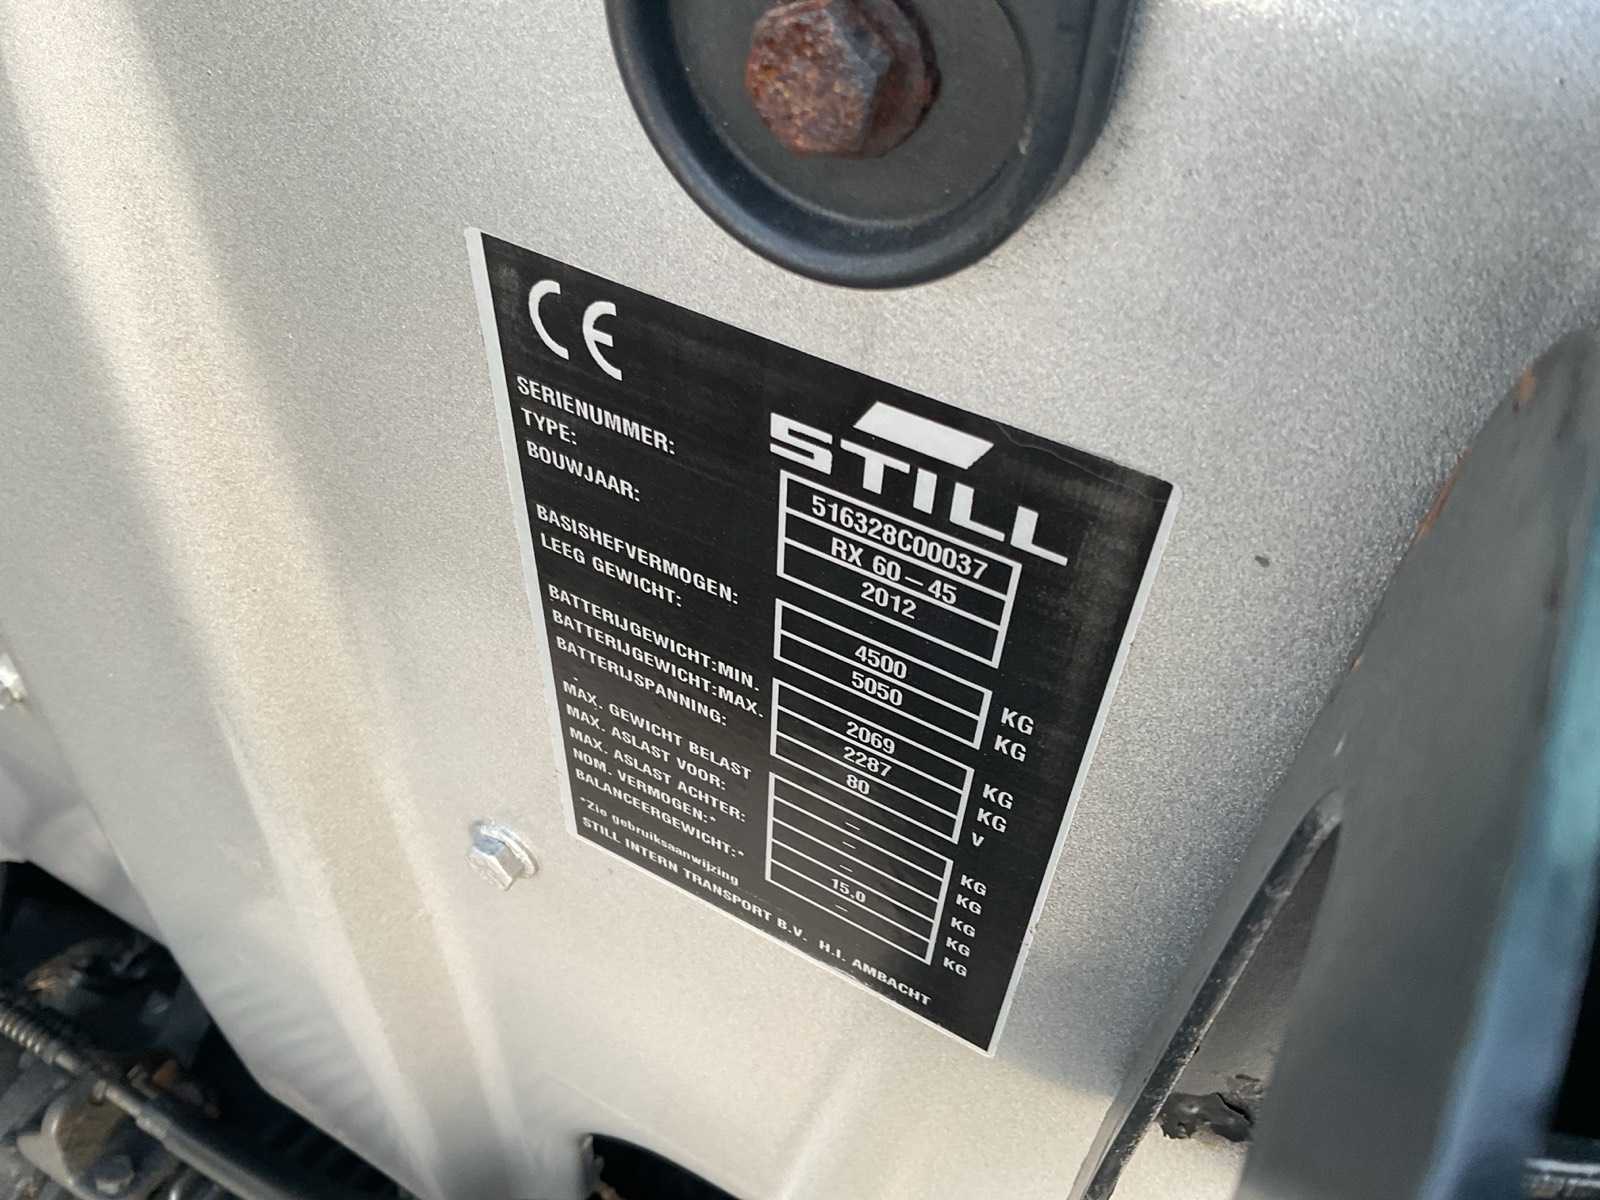 CE
STILL
SERIENUMMER: 516328C00037
TYPE: RX 60-45
BOUWJAAR: 2012
BASISHEFVERMOGEN: 4500 KG
LEEG GEWICHT: 5050 KG
BATTERIJGEWICHT:MIN. 2069 KG
BATTERIJGEWICHT:MAX. 2287 KG
BATTERIJSPANNING: 80 V
MAX. GEWICHT BELAST – KG
MAX. ASLAST VOOR: – KG
MAX. ASLAST ACHTER: – KG
NOM. VERMOGEN:* 15.0 KG
BALANCEERGEWICHT:* – KG
*Zie gebruiksaanwijzing
STILL INTERN TRANSPORT B.V. H.I. AMBACHT